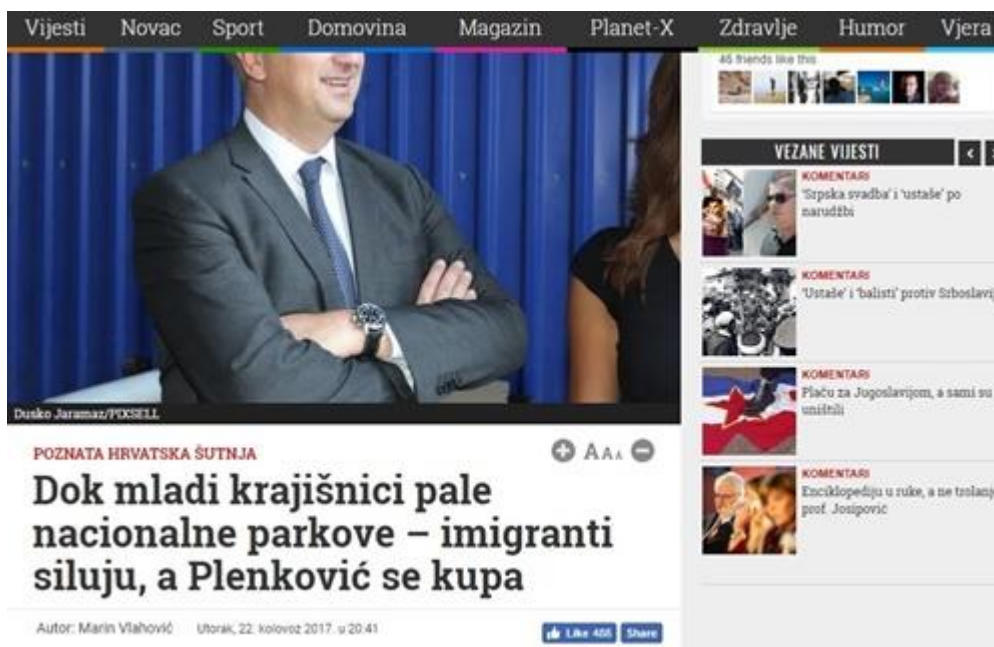 Vijesti Novac Sport Domovina Magazin Planet-X Zdravlje Humor Vjera
46 friends like this
VEZANE VIJESTI
KOMENTARI
'Srpska svadba' i 'ustaše' po
narudžbi
KOMENTARI
'Ustaše' i 'balisti' protiv
KOMENTARI
Plaču za Jugoslavijom, a sami su
uništili
KOMENTARI
Enciklopediju u ruke, a ne
prof. Josipović
Dusko Jaramaz/PIXSELL
POZNATA HRVATSKA ŠUTNJA
AAA
Dok mladi krajišnici pale
nacionalne parkove – imigranti
siluju, a Plenković se kupa
Autor: Marin Vlahović Utorak, 22. kolovoz 2017. u 20:41
Like 466 Share